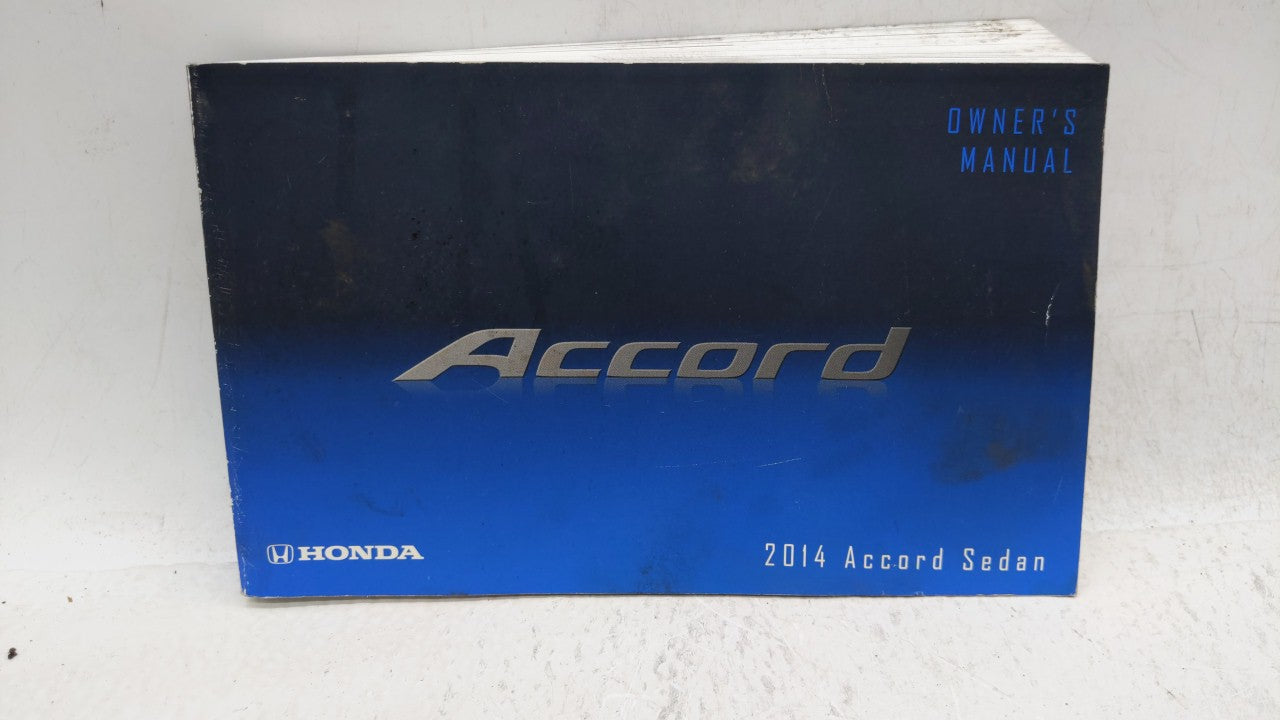 OWNER'S
MANUAL
Accord
HONDA
2014 Accord Sedan